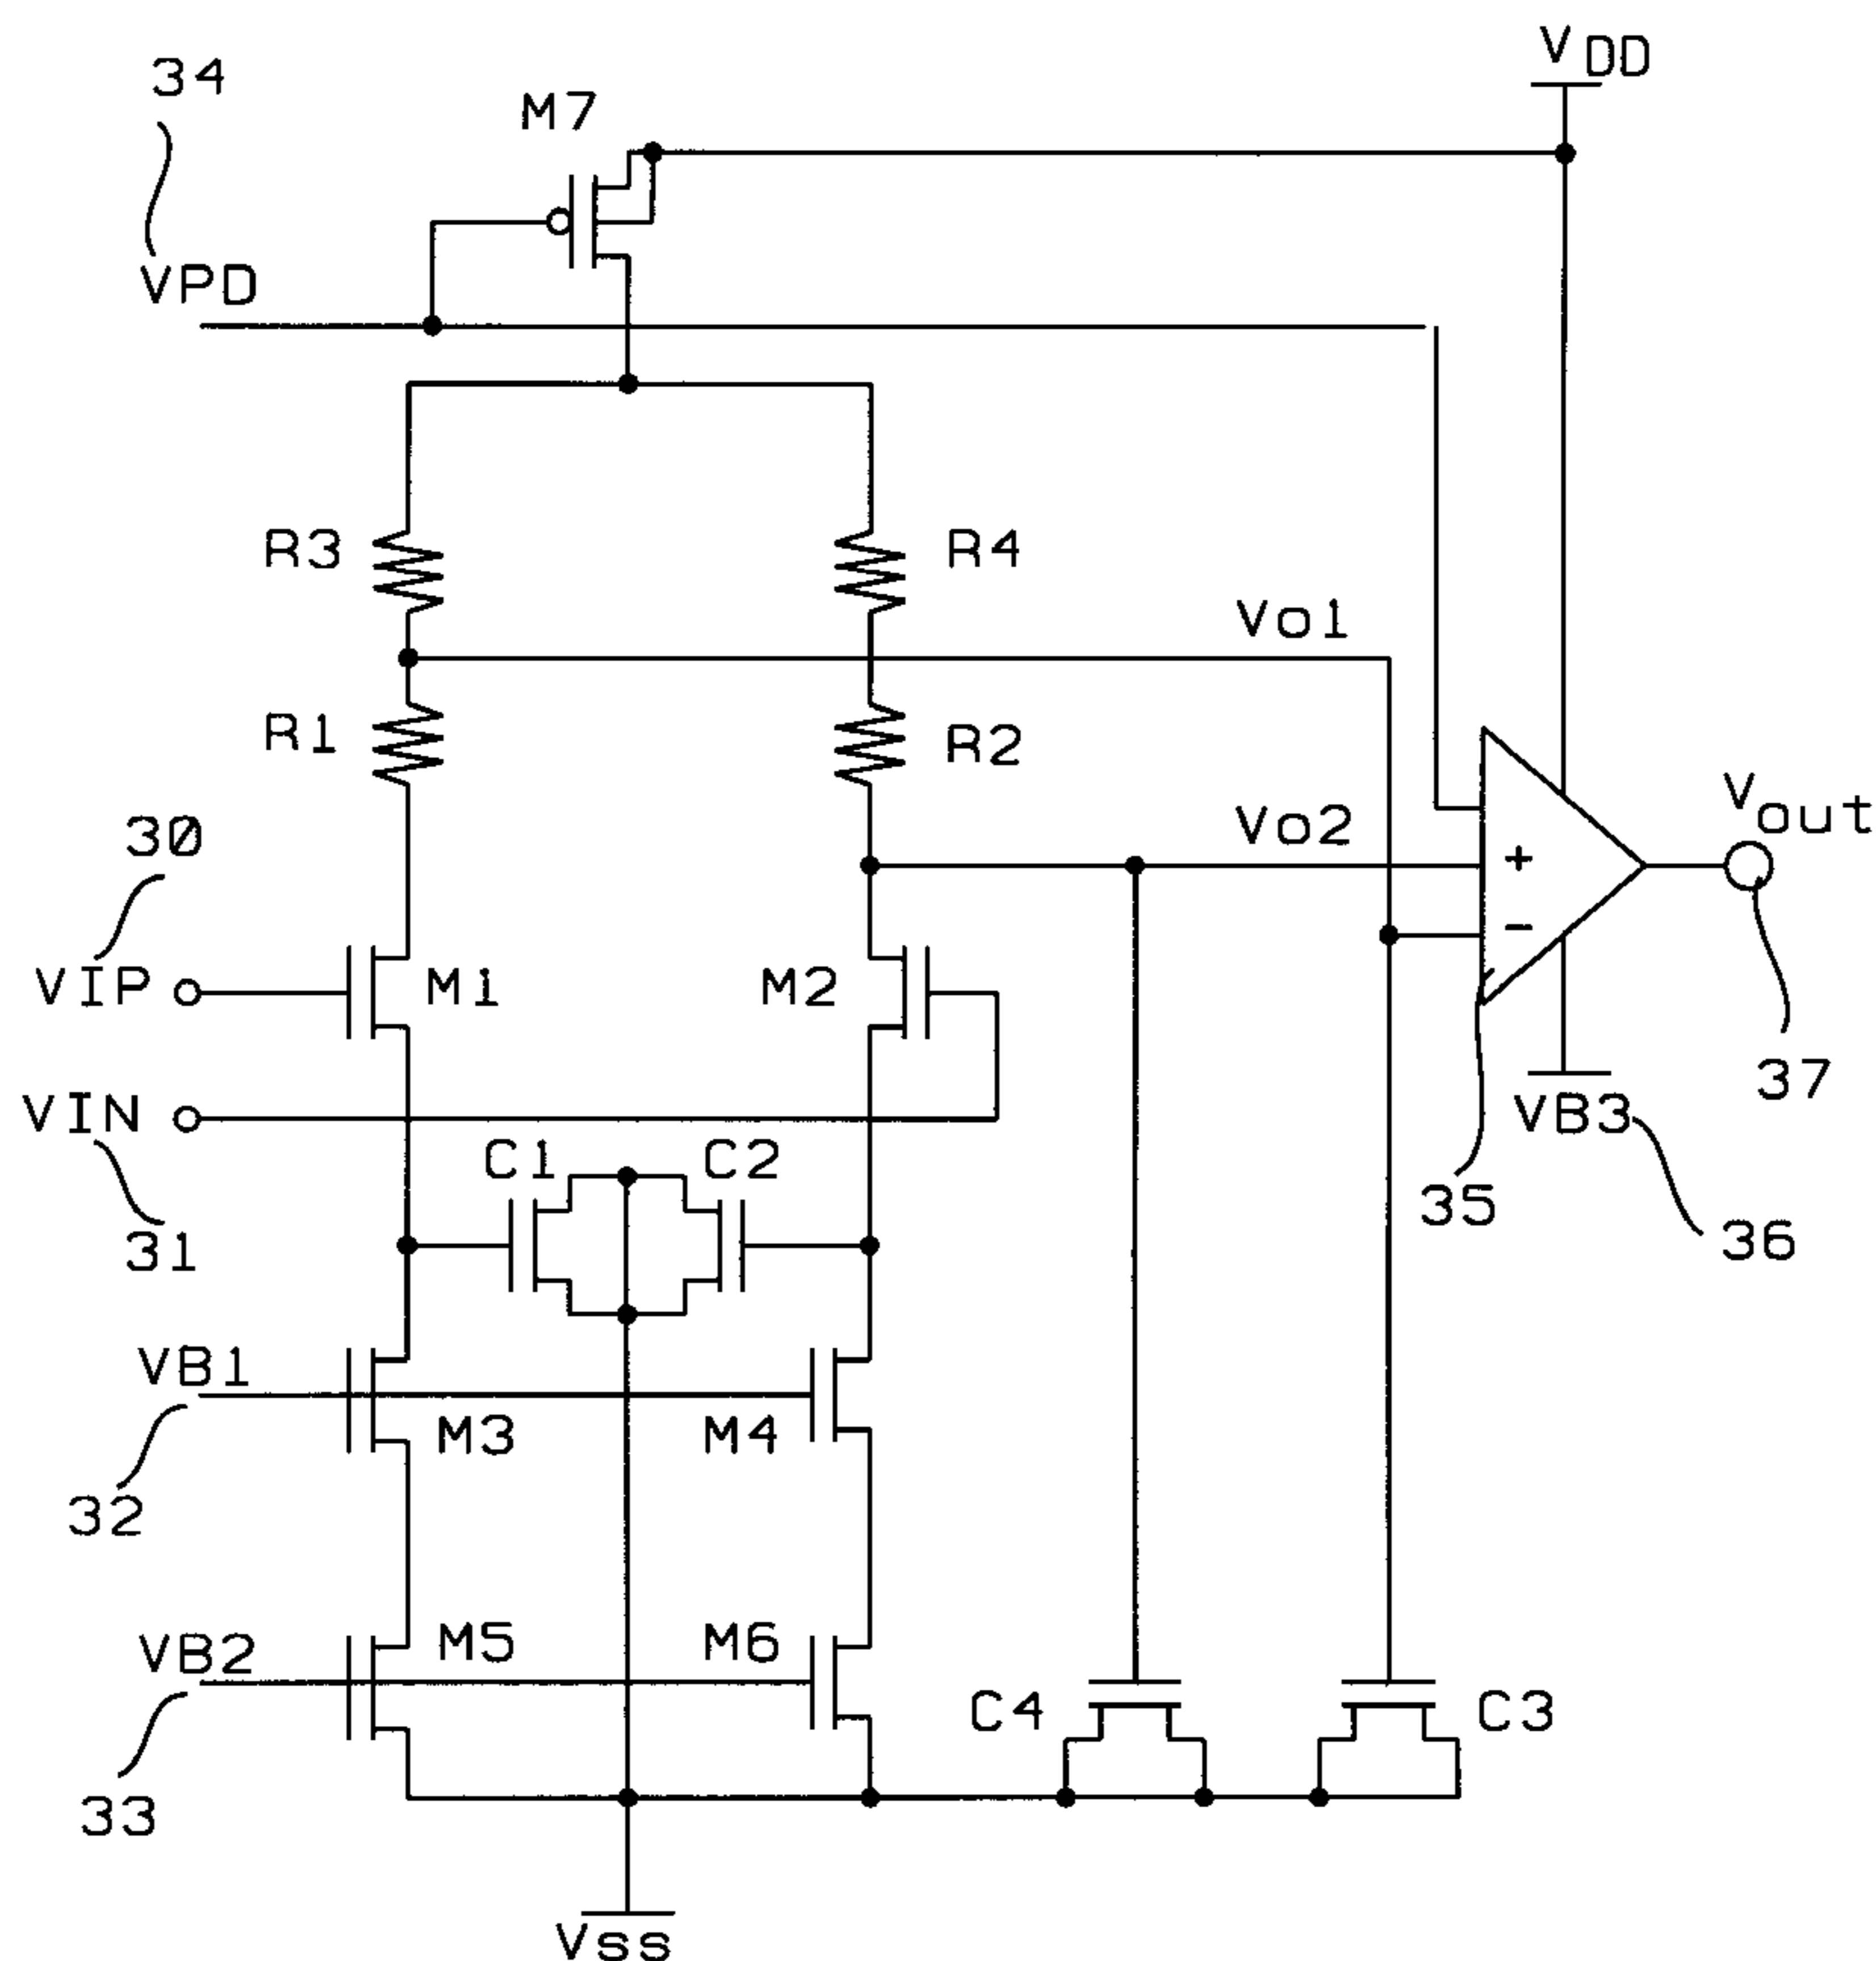 VDD
34
M7
VPD
R3
R4
Vo1
R1
R2
Vo2
Vout
30
+
-
VIP
M1
M2
37
VIN
VB3
C1
C2
35
31
36
VB1
M3
M4
32
VB2
M5
M6
C4
C3
33
Vss